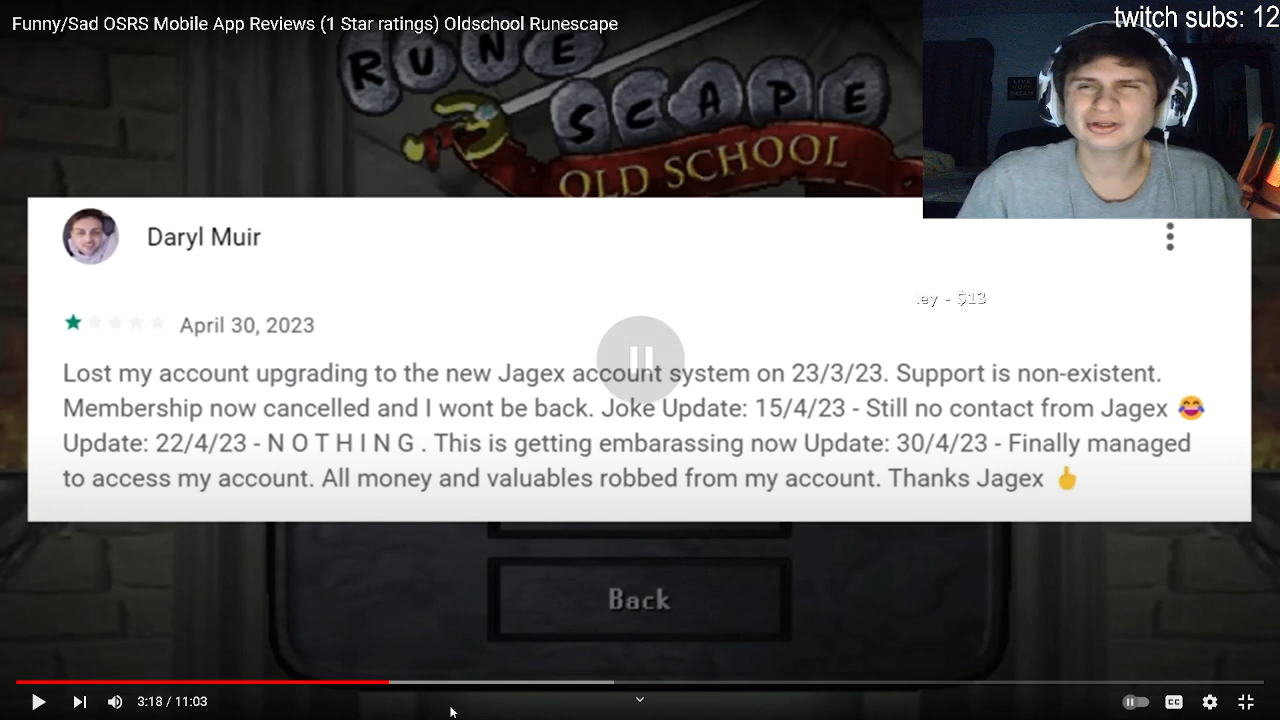 Funny/Sad OSRS Mobile App Reviews (1 Star ratings) Oldschool Runescape
twitch subs: 12
RUNE
SCAPE
OLD SCHOOL
Daryl Muir
- $13
April 30, 2023
Lost my account upgrading to the new Jagex account system on 23/3/23. Support is non-existent.
Membership now cancelled and I wont be back. Joke Update: 15/4/23 - Still no contact from Jagex 😂
Update: 22/4/23 - N O T H I N G . This is getting embarassing now Update: 30/4/23 - Finally managed
to access my account. All money and valuables robbed from my account. Thanks Jagex 🖕
Back
3:18 / 11:03
CC